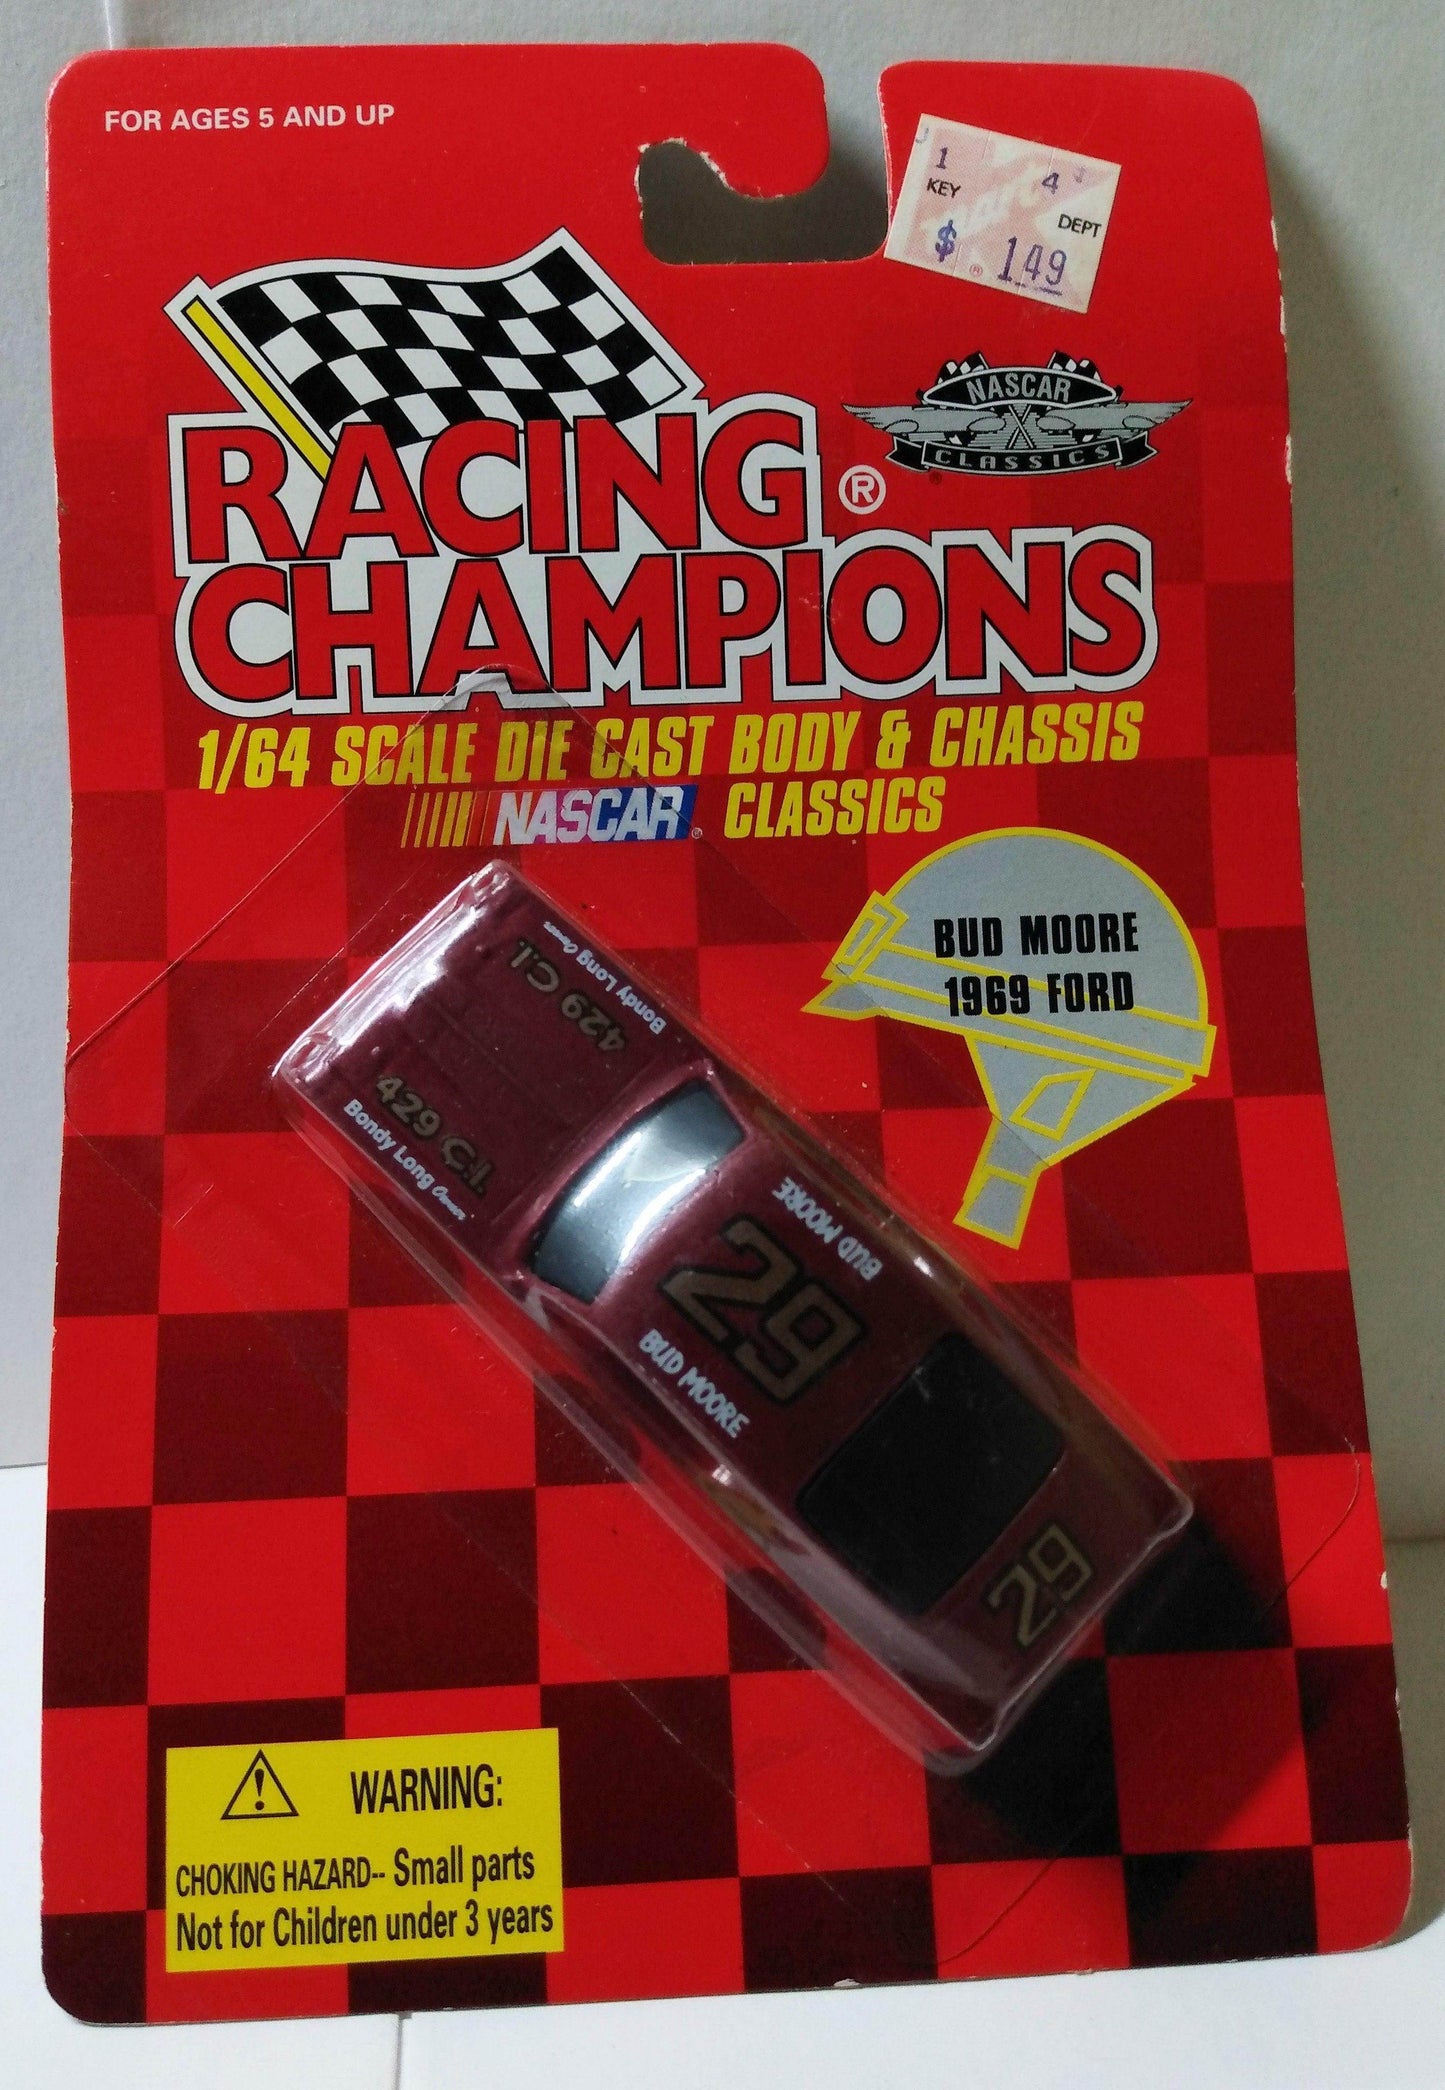 FOR AGES 5 AND UP
1 4
KEY DEPT
$ 1.49
®
NASCAR
CLASSICS
RACING ®
CHAMPIONS
1/64 SCALE DIE CAST BODY & CHASSIS
NASCAR® CLASSICS
BUD MOORE
1969 FORD
429 C.I.
Bondy Long Owner
429 C.I.
Bondy Long Owner
BUD MOORE
29
BUD MOORE
29
WARNING:
CHOKING HAZARD-- Small parts
Not for Children under 3 years